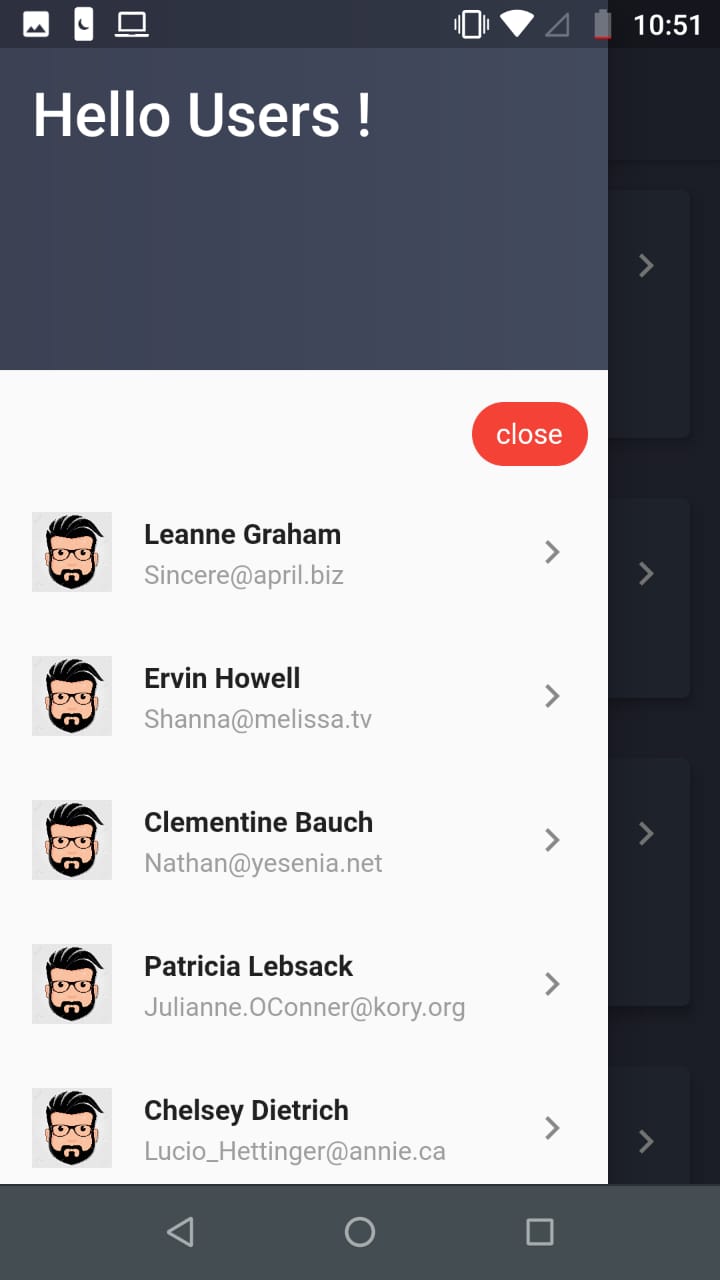 10:51
Hello Users !
close
Leanne Graham
Sincere@april.biz
Ervin Howell
Shanna@melissa.tv
Clementine Bauch
Nathan@yesenia.net
Patricia Lebsack
Julianne.OConner@kory.org
Chelsey Dietrich
Lucio_Hettinger@annie.ca